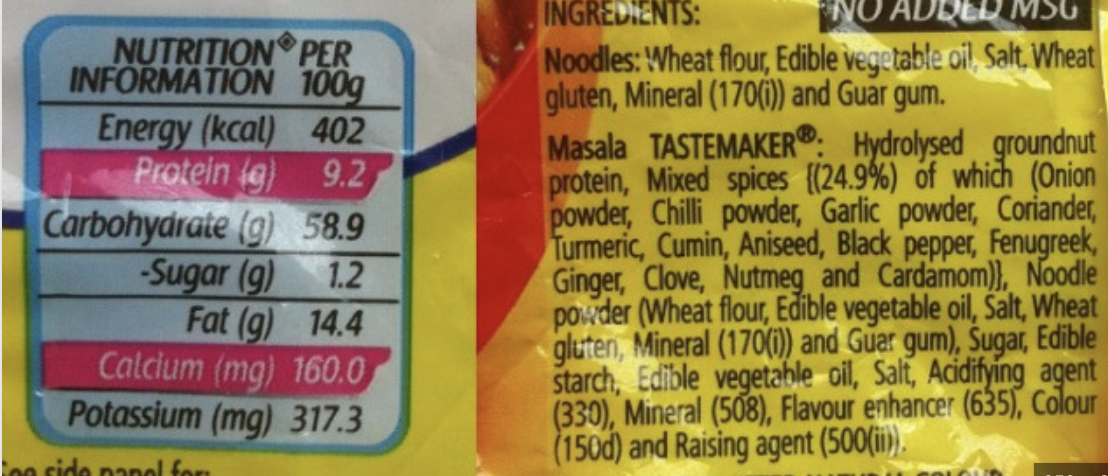 NUTRITION PER
INFORMATION 100g
Energy (kcal) 402
Protein (g) 9.2
Carbohydrate (g) 58.9
-Sugar (g) 1.2
Fat (g) 14.4
Calcium (mg) 160.0
Potassium (mg) 317.3
See side panel for:
INGREDIENTS:
NO ADDED MSG
Noodles: Wheat flour, Edible vegetable oil, Salt, Wheat
gluten, Mineral (170(i)) and Guar gum.
Masala TASTEMAKER®: Hydrolysed groundnut
protein, Mixed spices {(24.9%) of which (Onion
powder, Chilli powder, Garlic powder, Coriander,
Turmeric, Cumin, Aniseed, Black pepper, Fenugreek,
Ginger, Clove, Nutmeg and Cardamom)}, Noodle
powder (Wheat flour, Edible vegetable oil, Salt, Wheat
gluten, Mineral (170(i)) and Guar gum), Sugar, Edible
starch, Edible vegetable oil, Salt, Acidifying agent
(330), Mineral (508), Flavour enhancer (635), Colour
(150d) and Raising agent (500(ii)).